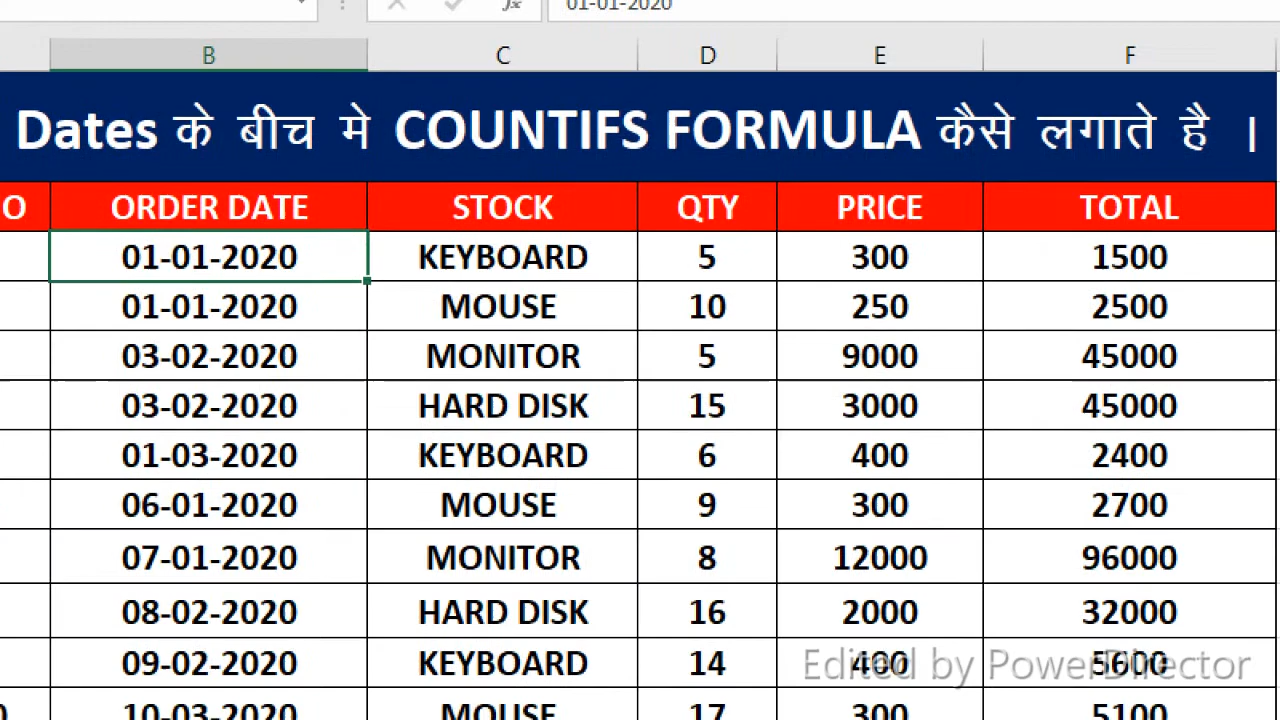 01-01-2020
B C D E F
Dates के बीच मे COUNTIFS FORMULA कैसे लगाते है ।
O ORDER DATE STOCK QTY PRICE TOTAL
01-01-2020 KEYBOARD 5 300 1500
01-01-2020 MOUSE 10 250 2500
03-02-2020 MONITOR 5 9000 45000
03-02-2020 HARD DISK 15 3000 45000
01-03-2020 KEYBOARD 6 400 2400
06-01-2020 MOUSE 9 300 2700
07-01-2020 MONITOR 8 12000 96000
08-02-2020 HARD DISK 16 2000 32000
09-02-2020 KEYBOARD 14 400 5600
Edited by PowerDirector
0 10-03-2020 MOUSE 17 300 5100